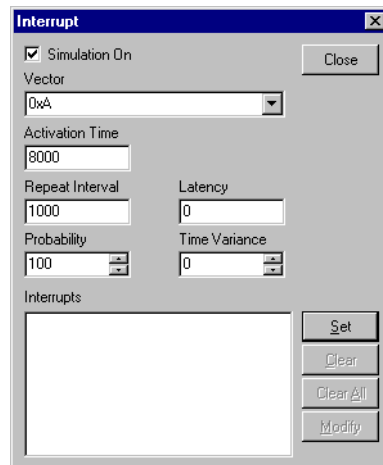 Interrupt
Simulation On
Close
Vector
0xA
Activation Time
8000
Repeat Interval Latency
1000 0
Probability Time Variance
100 0
Interrupts
Set
Clear
Clear All
Modify